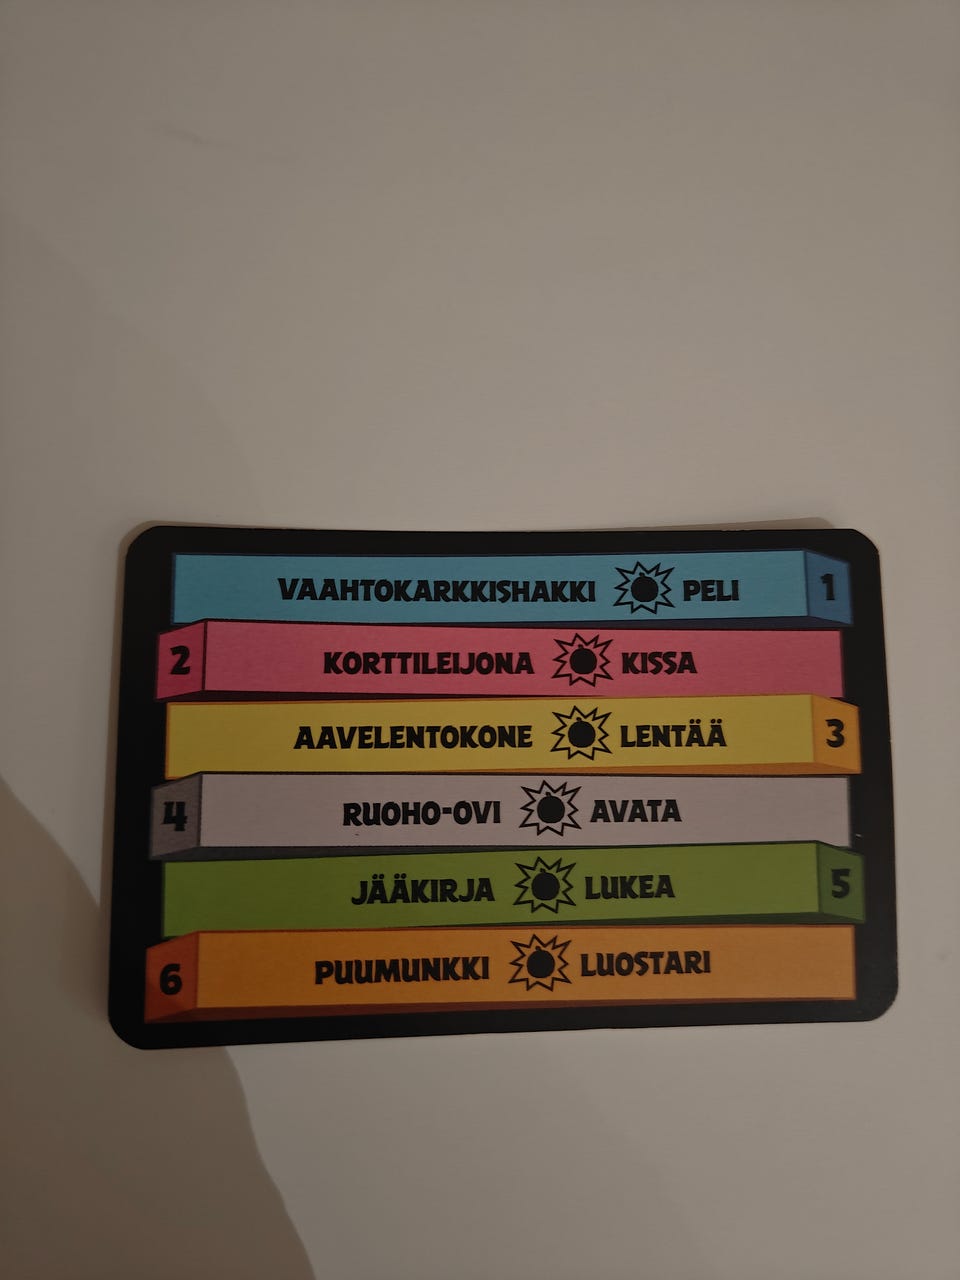 VAAHTOKARKKISHAKKI PELI 1
2 KORTTILEIJONA KISSA
AAVELENTOKONE LENTÄÄ 3
4 RUOHO-OVI AVATA
JÄÄKIRJA LUKEA 5
6 PUUMUNKKI LUOSTARI